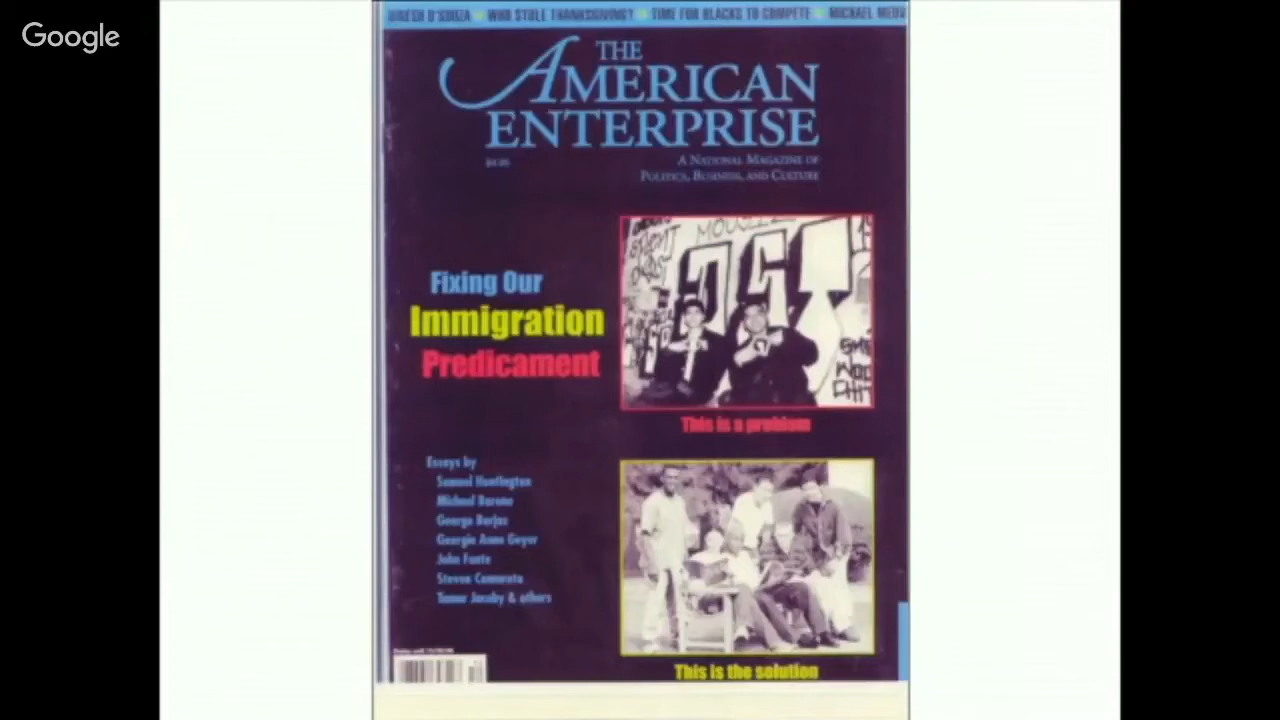 Google
DINESH D'SOUZA WHO STOLE THANKSGIVING? TIME FOR BLACKS TO COMPETE MICHAEL
THE
AMERICAN
ENTERPRISE
A NATIONAL MAGAZINE OF
POLITICS, BUSINESS, AND CULTURE
Fixing Our
Immigration
Predicament
This is a problem
Essays by
Samuel Huntington
Michael Barone
George Borjas
Georgie Anne Geyer
John Fonte
Steven Camarota
Tamar Jacoby & others
This is the solution